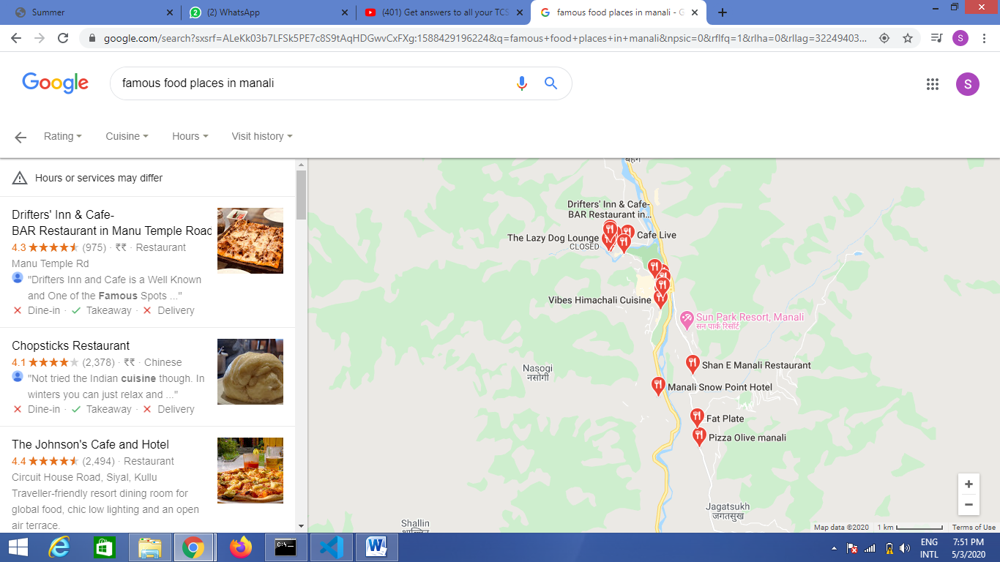 Summer
(2) WhatsApp
(401) Get answers to all your TCS
famous food places in manali - G
google.com/search?sxsrf=ALeKk03b7LFSk5PE7c8S9tAqHDGwvCxFXg:1588429196224&q=famous+food+places+in+manali&npsic=0&rflfq=1&rlha=0&rllag=32249403...
S
Google
famous food places in manali
S
Rating
Cuisine
Hours
Visit history
Hours or services may differ
Drifters' Inn & Cafe-
BAR Restaurant in Manu Temple Road
4.3 (975) · ₹₹ · Restaurant
Manu Temple Rd
"Drifters Inn and Cafe is a Well Known
and One of the Famous Spots ..."
Dine-in · Takeaway · Delivery
Chopsticks Restaurant
4.1 (2,378) · ₹₹ · Chinese
"Not tried the Indian cuisine though. In
winters you can just relax and ..."
Dine-in · Takeaway · Delivery
The Johnson's Cafe and Hotel
4.4 (2,494) · Restaurant
Circuit House Road, Siyal, Kullu
Traveller-friendly resort dining room for
global food, chic low lighting and an open
air terrace.
Drifters' Inn & Cafe-
BAR Restaurant in...
The Lazy Dog Lounge
CLOSED
Cafe Live
Vibes Himachali Cuisine
Sun Park Resort, Manali
सन पार्क रिसॉर्ट
Shan E Manali Restaurant
Nasogi
नसोगी
Manali Snow Point Hotel
Fat Plate
Pizza Olive manali
Jagatsukh
जगतसुख
Shallin
Map data ©2020
1 km
Terms of Use
C:\_
ENG
INTL
7:51 PM
5/3/2020